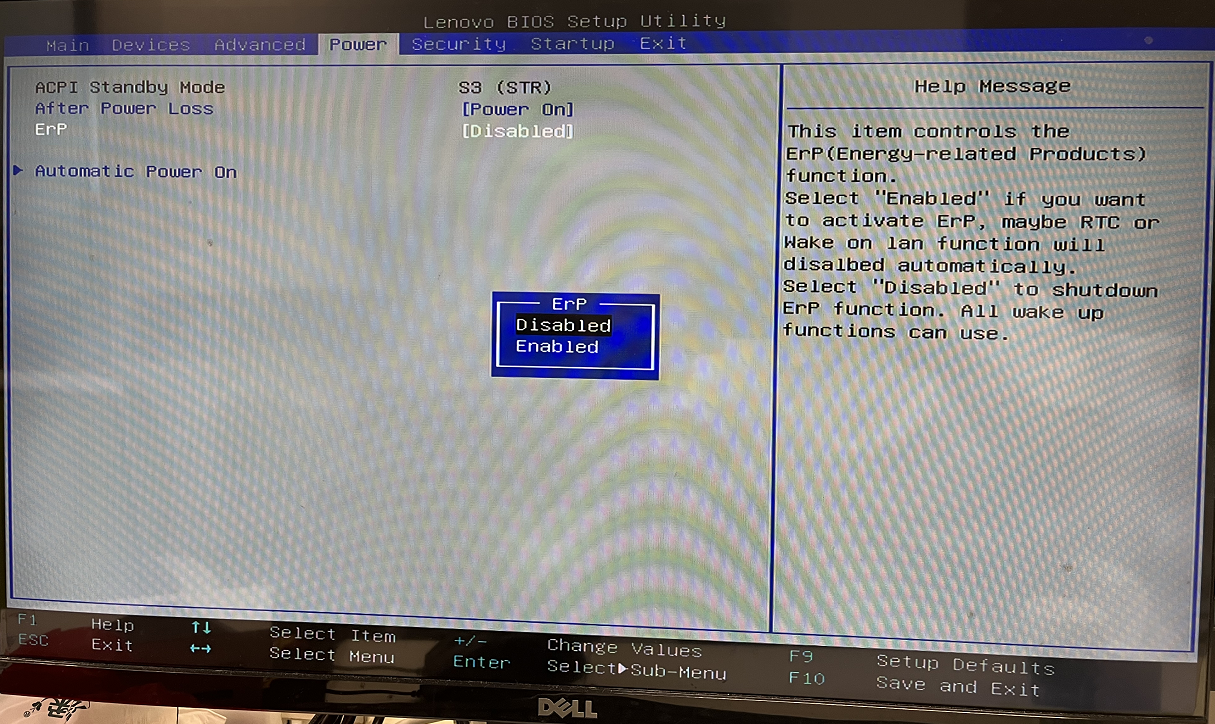 Lenovo BIOS Setup Utility
Main Devices Advanced Power Security Startup Exit
ACPI Standby Mode S3 (STR)
After Power Loss [Power On]
ErP [Disabled]
Automatic Power On
ErP
Disabled
Enabled
Help Message
This item controls the
ErP(Energy-related Products)
function.
Select "Enabled" if you want
to activate ErP, maybe RTC or
Wake on lan function will
disalbed automatically.
Select "Disabled" to shutdown
ErP function. All wake up
functions can use.
F1 Help ↑↓ Select Item +/- Change Values F9 Setup Defaults
ESC Exit ←→ Select Menu Enter Select▶Sub-Menu F10 Save and Exit
DELL